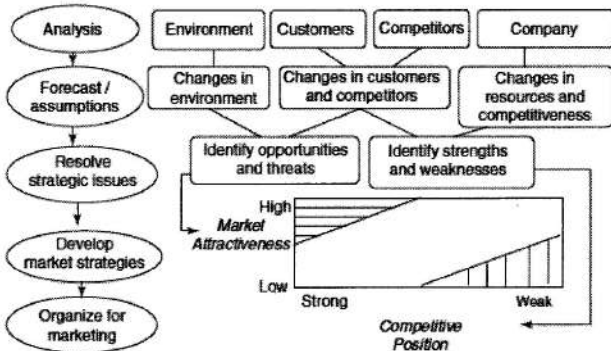 Analysis
Environment
Customers
Competitors
Company
Forecast /
assumptions
Changes in
environment
Changes in customers
and competitors
Changes in
resources and
competitiveness
Resolve
strategic issues
Identify opportunities
and threats
Identify strengths
and weaknesses
High
Market
Attractiveness
Low
Strong
Weak
Develop
market strategies
Organize for
marketing
Competitive
Position